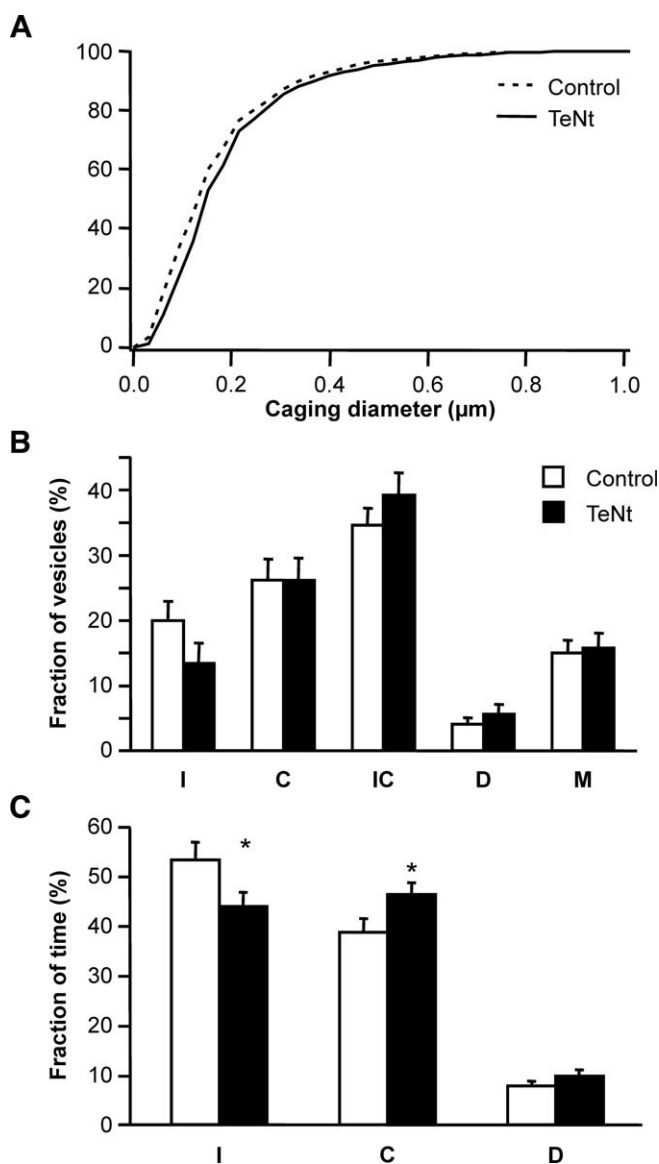 A
100
80
60
40
20
0
Control
TeNt
0.0 0.2 0.4 0.6 0.8 1.0
Caging diameter (µm)
B
Fraction of vesicles (%)
40
30
20
10
0
Control
TeNt
I C IC D M
C
Fraction of time (%)
60
50
40
30
20
10
0
* *
I C D